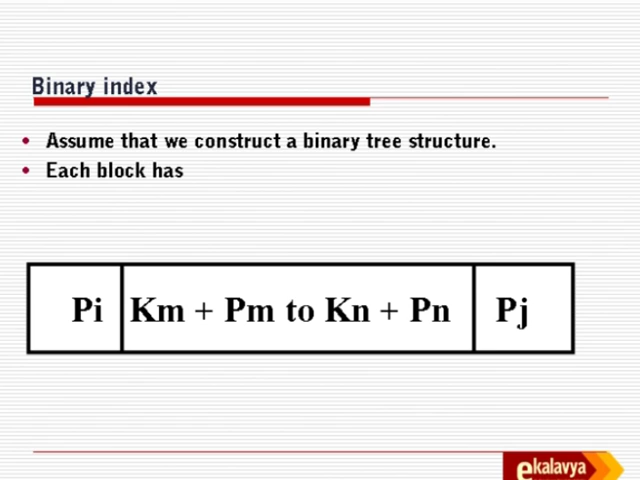 Binary index
• Assume that we construct a binary tree structure.
• Each block has
Pi Km + Pm to Kn + Pn Pj
ekalavya